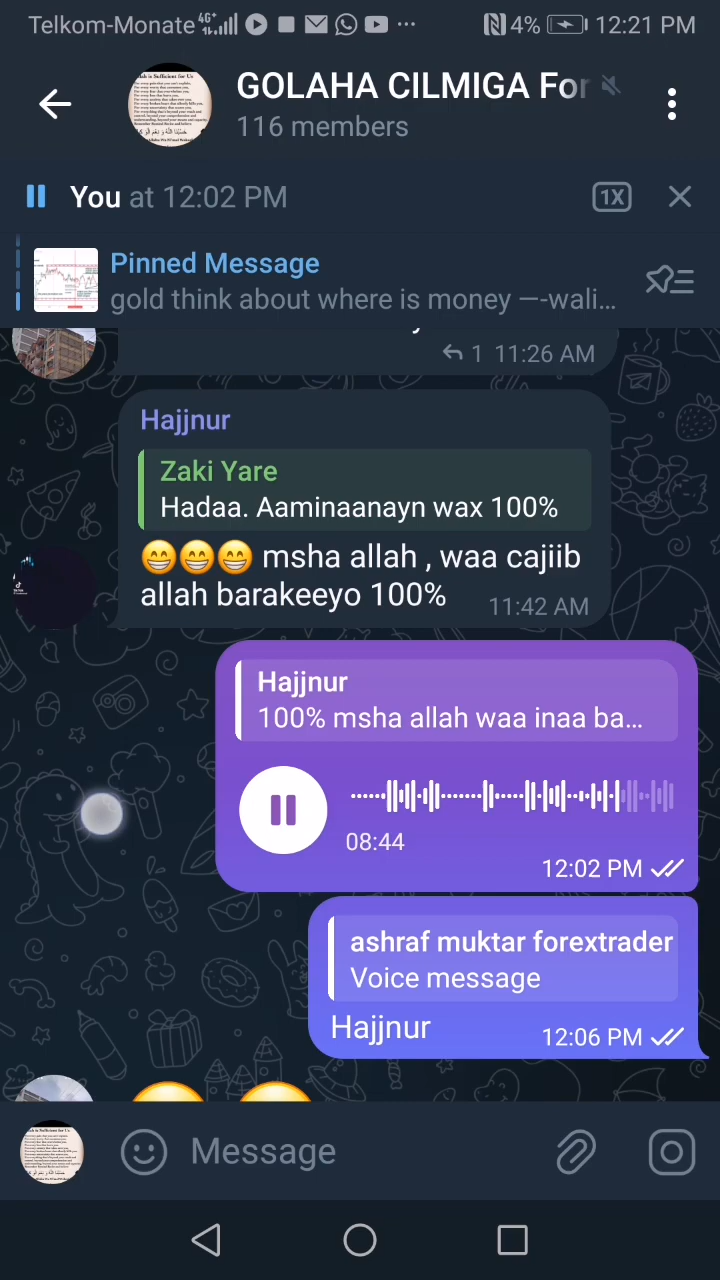 Telkom-Monate 4G+ 4% 12:21 PM
GOLAHA CILMIGA For
116 members
You at 12:02 PM 1X
Pinned Message
gold think about where is money —-wali...
1 11:26 AM
Hajjnur
Zaki Yare
Hadaa. Aaminaanayn wax 100%
😁😁😁 msha allah , waa cajiib
allah barakeeyo 100% 11:42 AM
Hajjnur
100% msha allah waa inaa ba...
08:44
12:02 PM
ashraf muktar forextrader
Voice message
Hajjnur 12:06 PM
Message